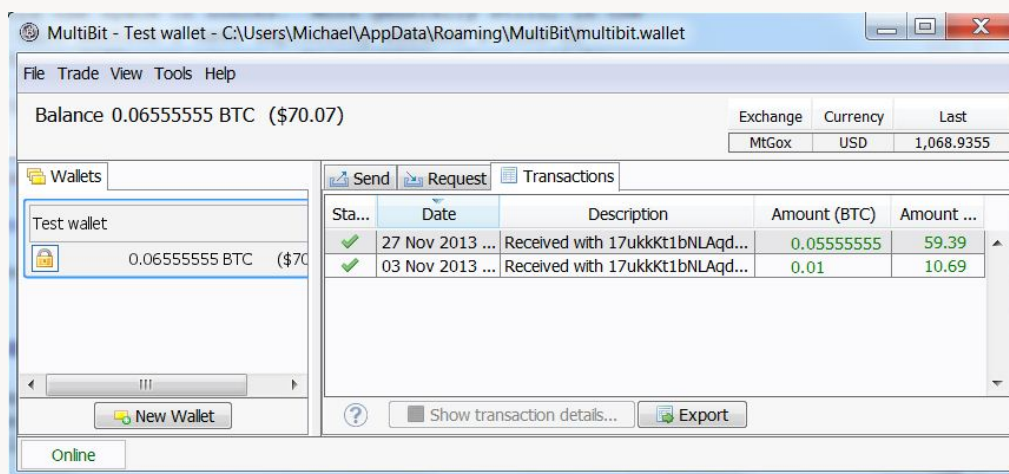 MultiBit - Test wallet - C:\Users\Michael\AppData\Roaming\MultiBit\multibit.wallet
File Trade View Tools Help
Balance 0.06555555 BTC ($70.07)
Exchange Currency Last
MtGox USD 1,068.9355
Wallets
Test wallet
0.06555555 BTC ($70
Send Request Transactions
Sta... Date Description Amount (BTC) Amount ...
27 Nov 2013 ... Received with 17ukkKt1bNLAqd... 0.05555555 59.39
03 Nov 2013 ... Received with 17ukkKt1bNLAqd... 0.01 10.69
New Wallet
? Show transaction details... Export
Online